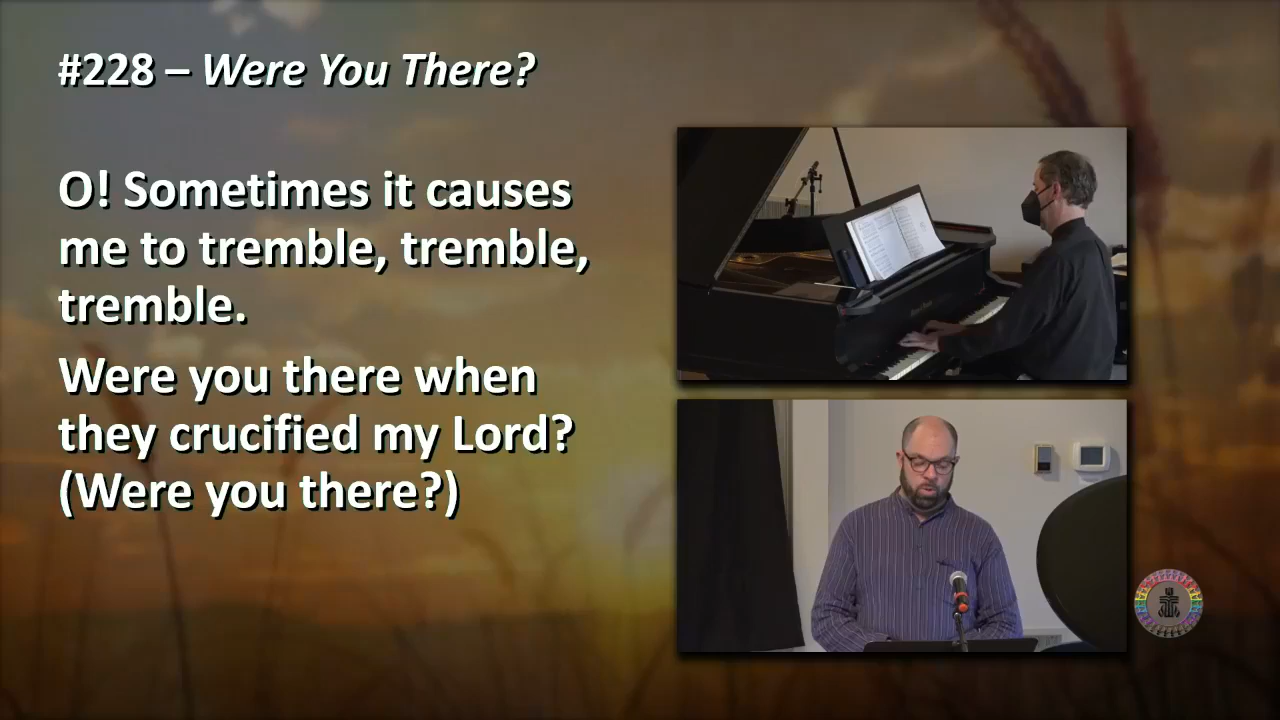 #228 – Were You There?
O! Sometimes it causes
me to tremble, tremble,
tremble.
Were you there when
they crucified my Lord?
(Were you there?)